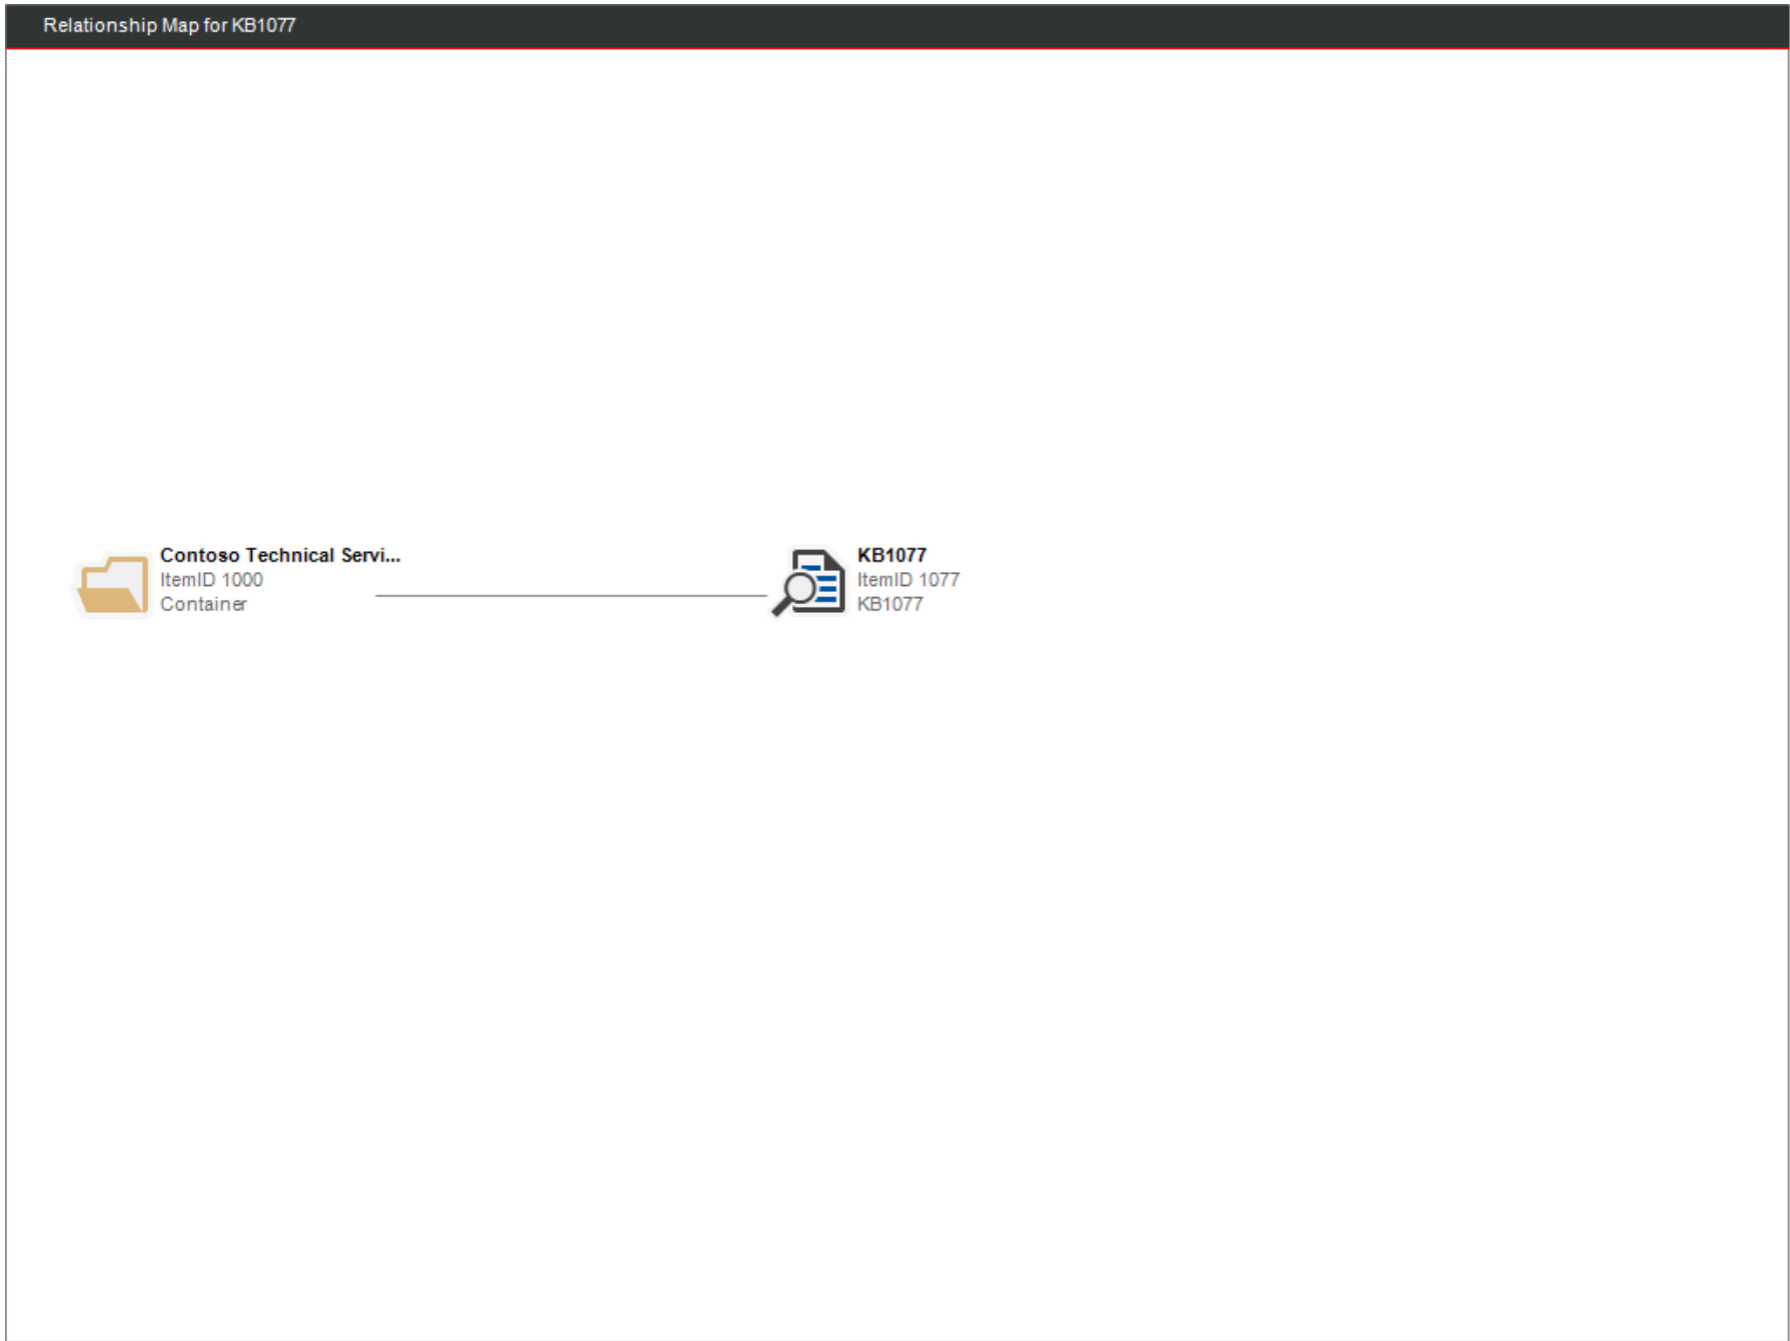 Relationship Map for KB1077
Contoso Technical Servi...
ItemID 1000
Container
KB1077
ItemID 1077
KB1077